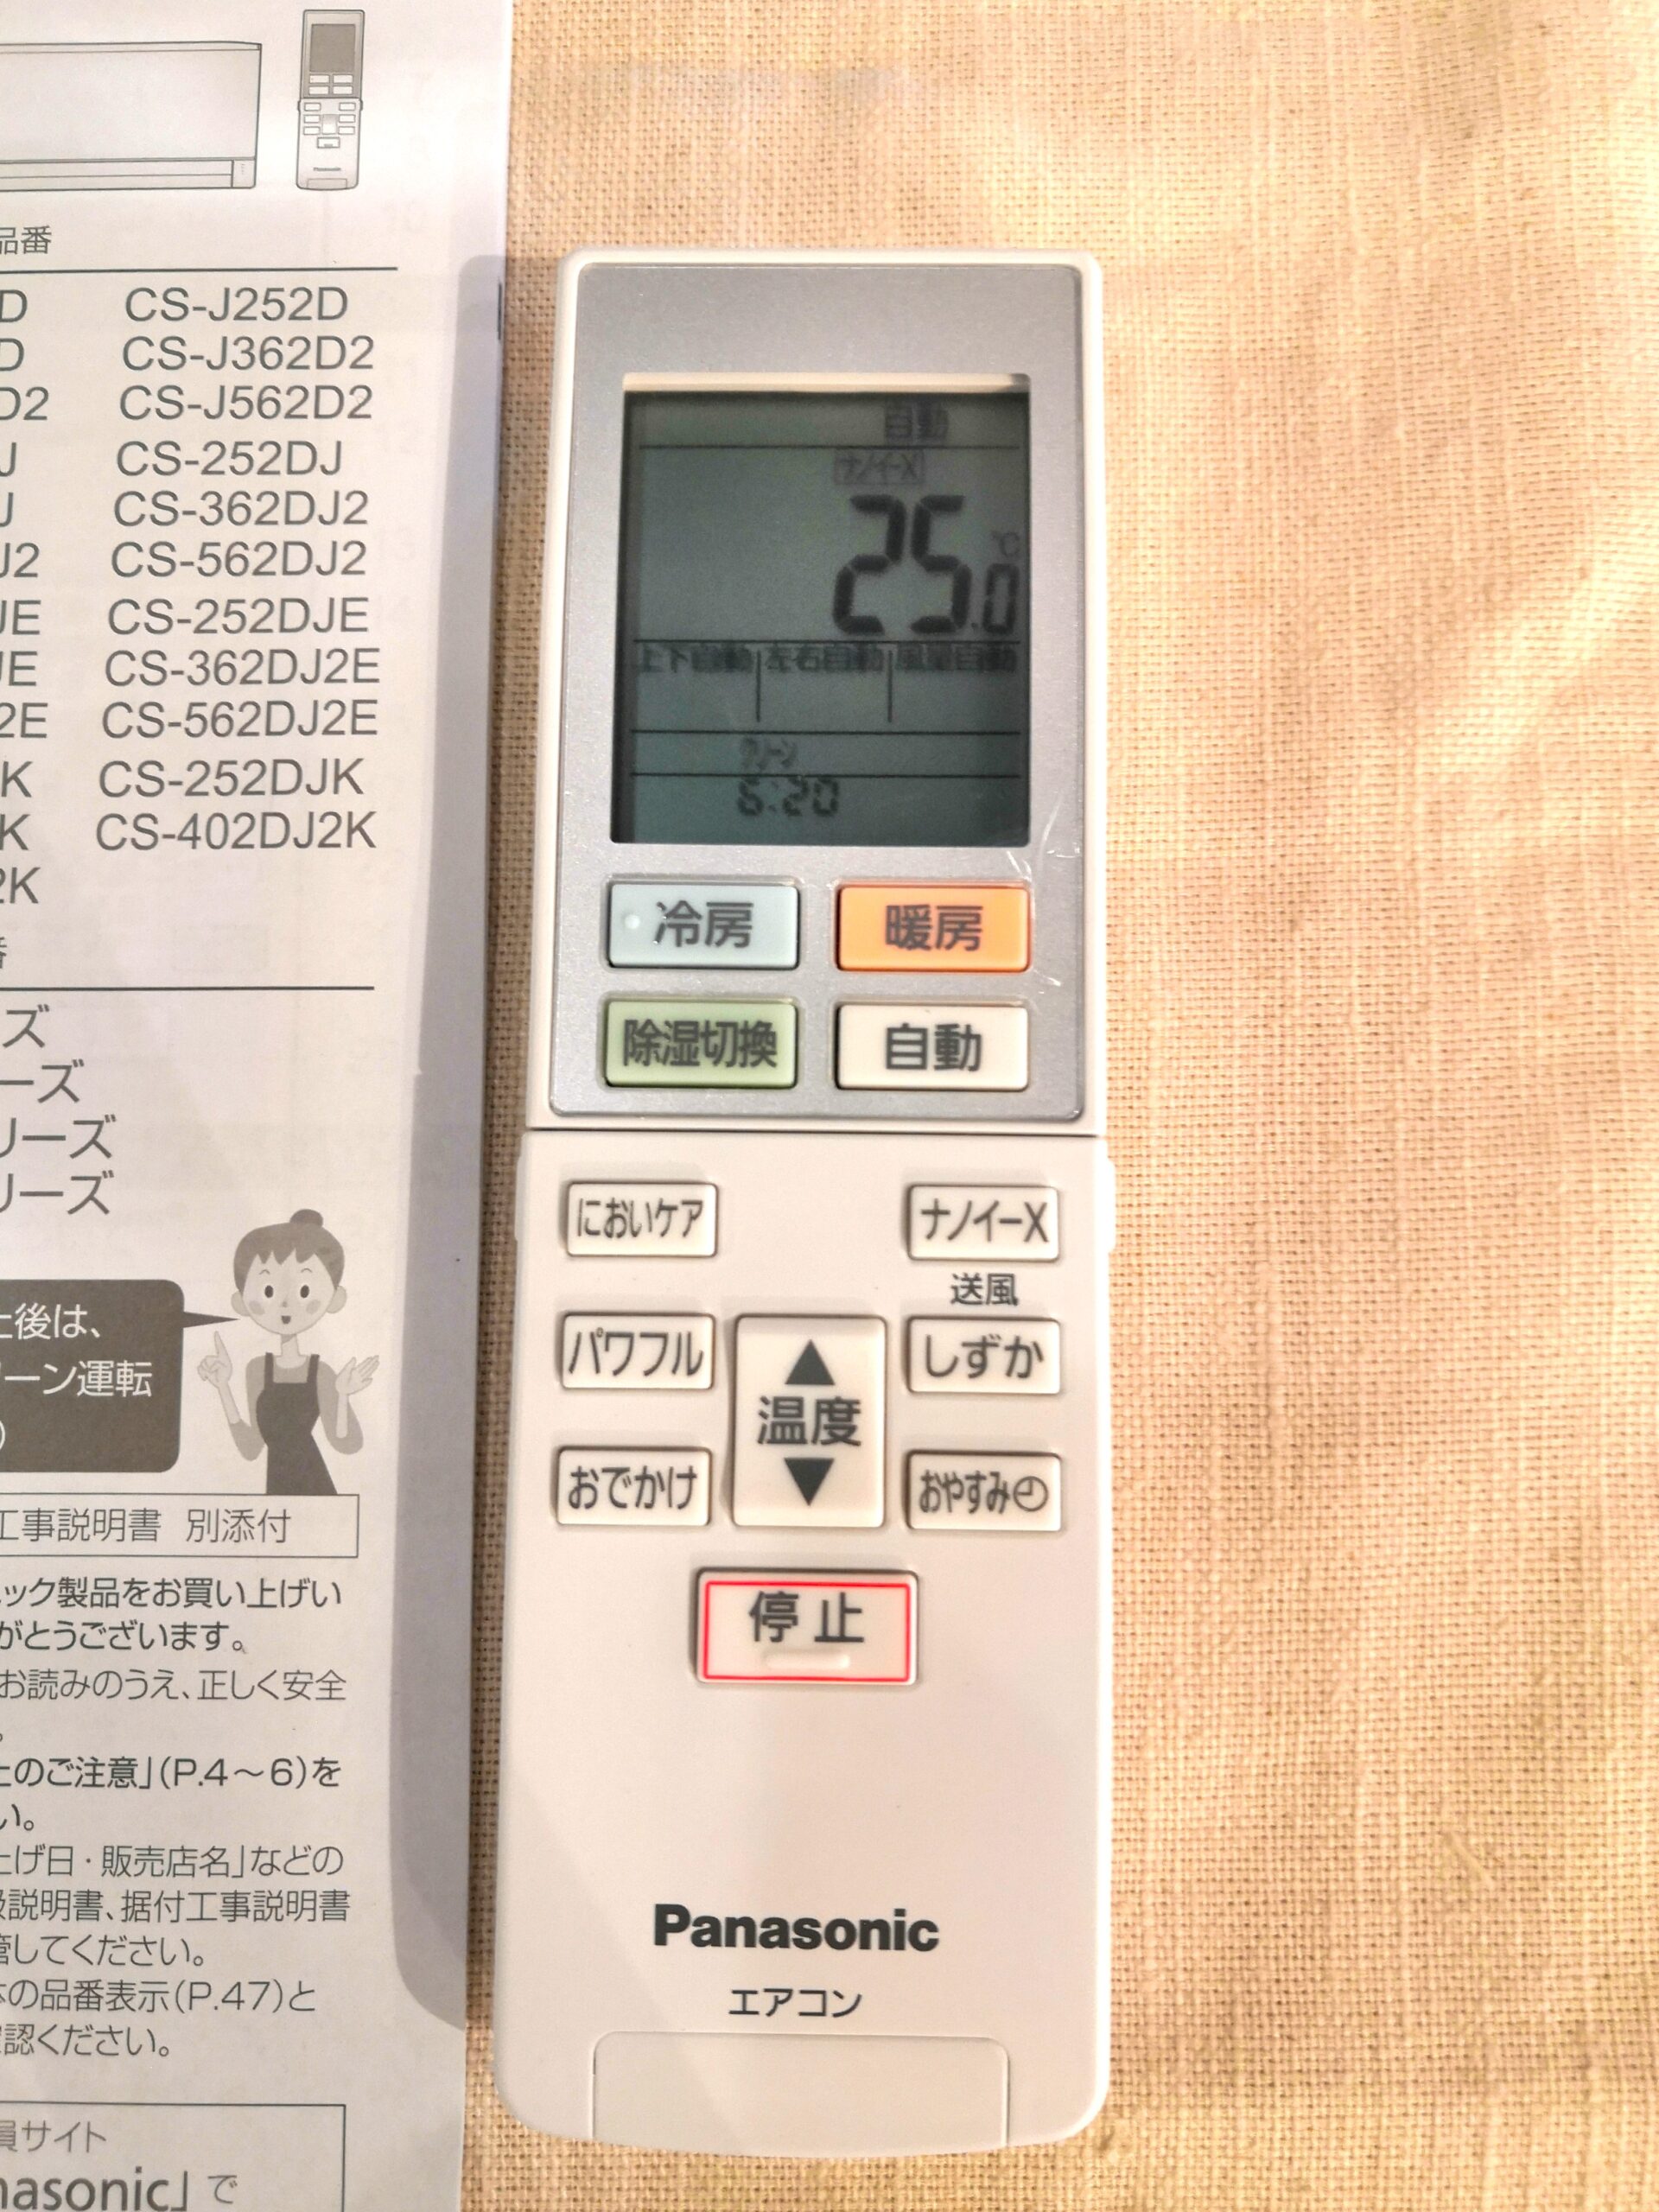 品番
D CS-J252D
D CS-J362D2
D2 CS-J562D2
J CS-252DJ
J CS-362DJ2
J2 CS-562DJ2
JE CS-252DJE
JE CS-362DJ2E
2E CS-562DJ2E
K CS-252DJK
K CS-402DJ2K
2K
番
ズ
ーズ
リーズ
リーズ
止後は、
リーン運転
)
工事説明書 別添付
ニック製品をお買い上げい
がとうございます。
お読みのうえ、正しく安全
。
上のご注意」(P.4～6)を
い。
上げ日・販売店名」などの
扱説明書、据付工事説明書
管してください。
体の品番表示(P.47)と
確認ください。
員サイト
nasonic」で
自動
ナノイーX
25.0℃
上下自動 左右自動 風量自動
クリーン
6:20
冷房 暖房
除湿切換 自動
においケア ナノイーX
送風
パワフル しずか
▲
温度
▼
おでかけ おやすみ
停止
Panasonic
エアコン